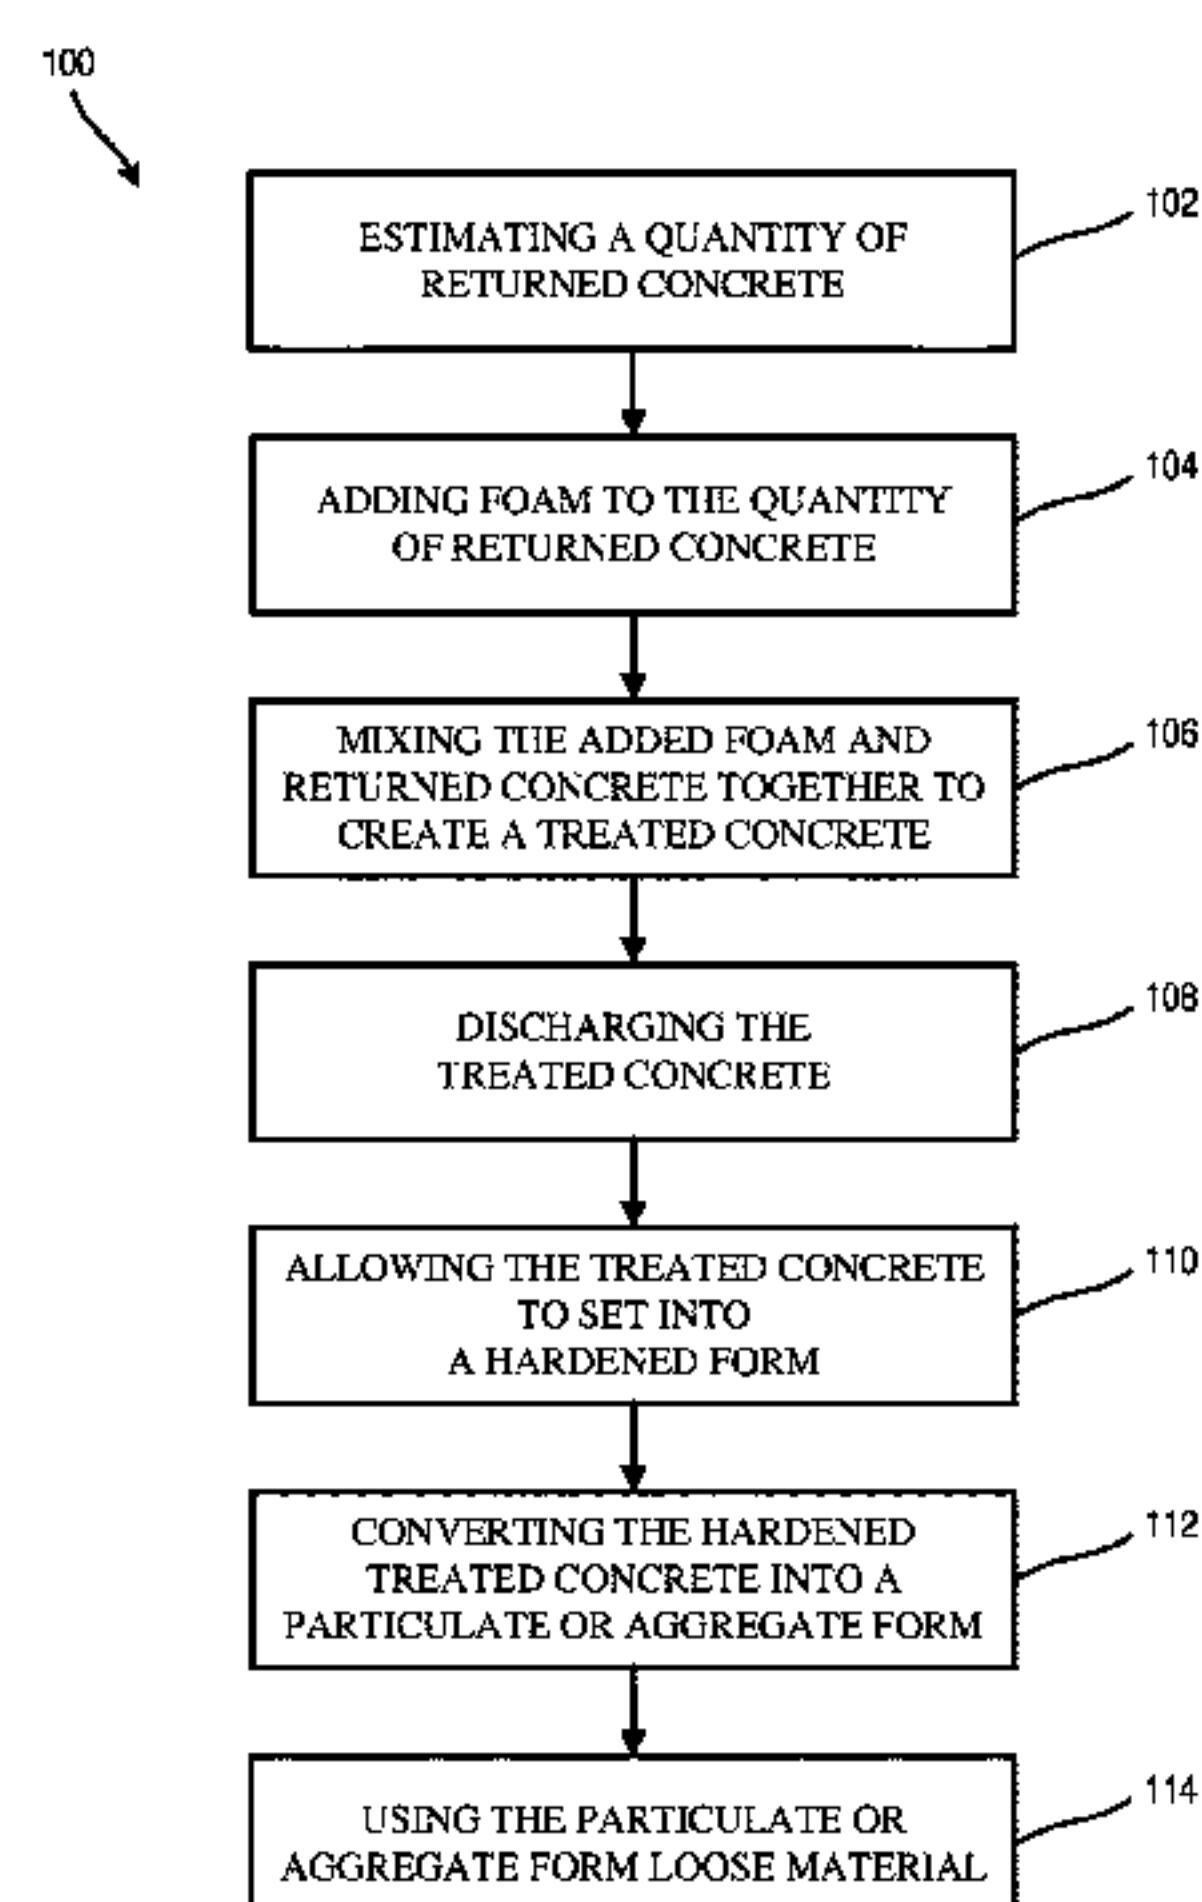 100
102
ESTIMATING A QUANTITY OF
RETURNED CONCRETE
104
ADDING FOAM TO THE QUANTITY
OF RETURNED CONCRETE
106
MIXING THE ADDED FOAM AND
RETURNED CONCRETE TOGETHER TO
CREATE A TREATED CONCRETE
108
DISCHARGING THE
TREATED CONCRETE
110
ALLOWING THE TREATED CONCRETE
TO SET INTO
A HARDENED FORM
112
CONVERTING THE HARDENED
TREATED CONCRETE INTO A
PARTICULATE OR AGGREGATE FORM
114
USING THE PARTICULATE OR
AGGREGATE FORM LOOSE MATERIAL